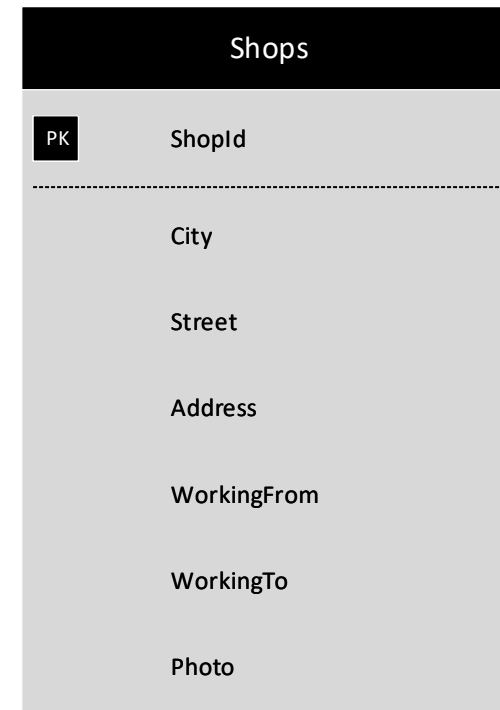 Shops
PK ShopId
City
Street
Address
WorkingFrom
WorkingTo
Photo